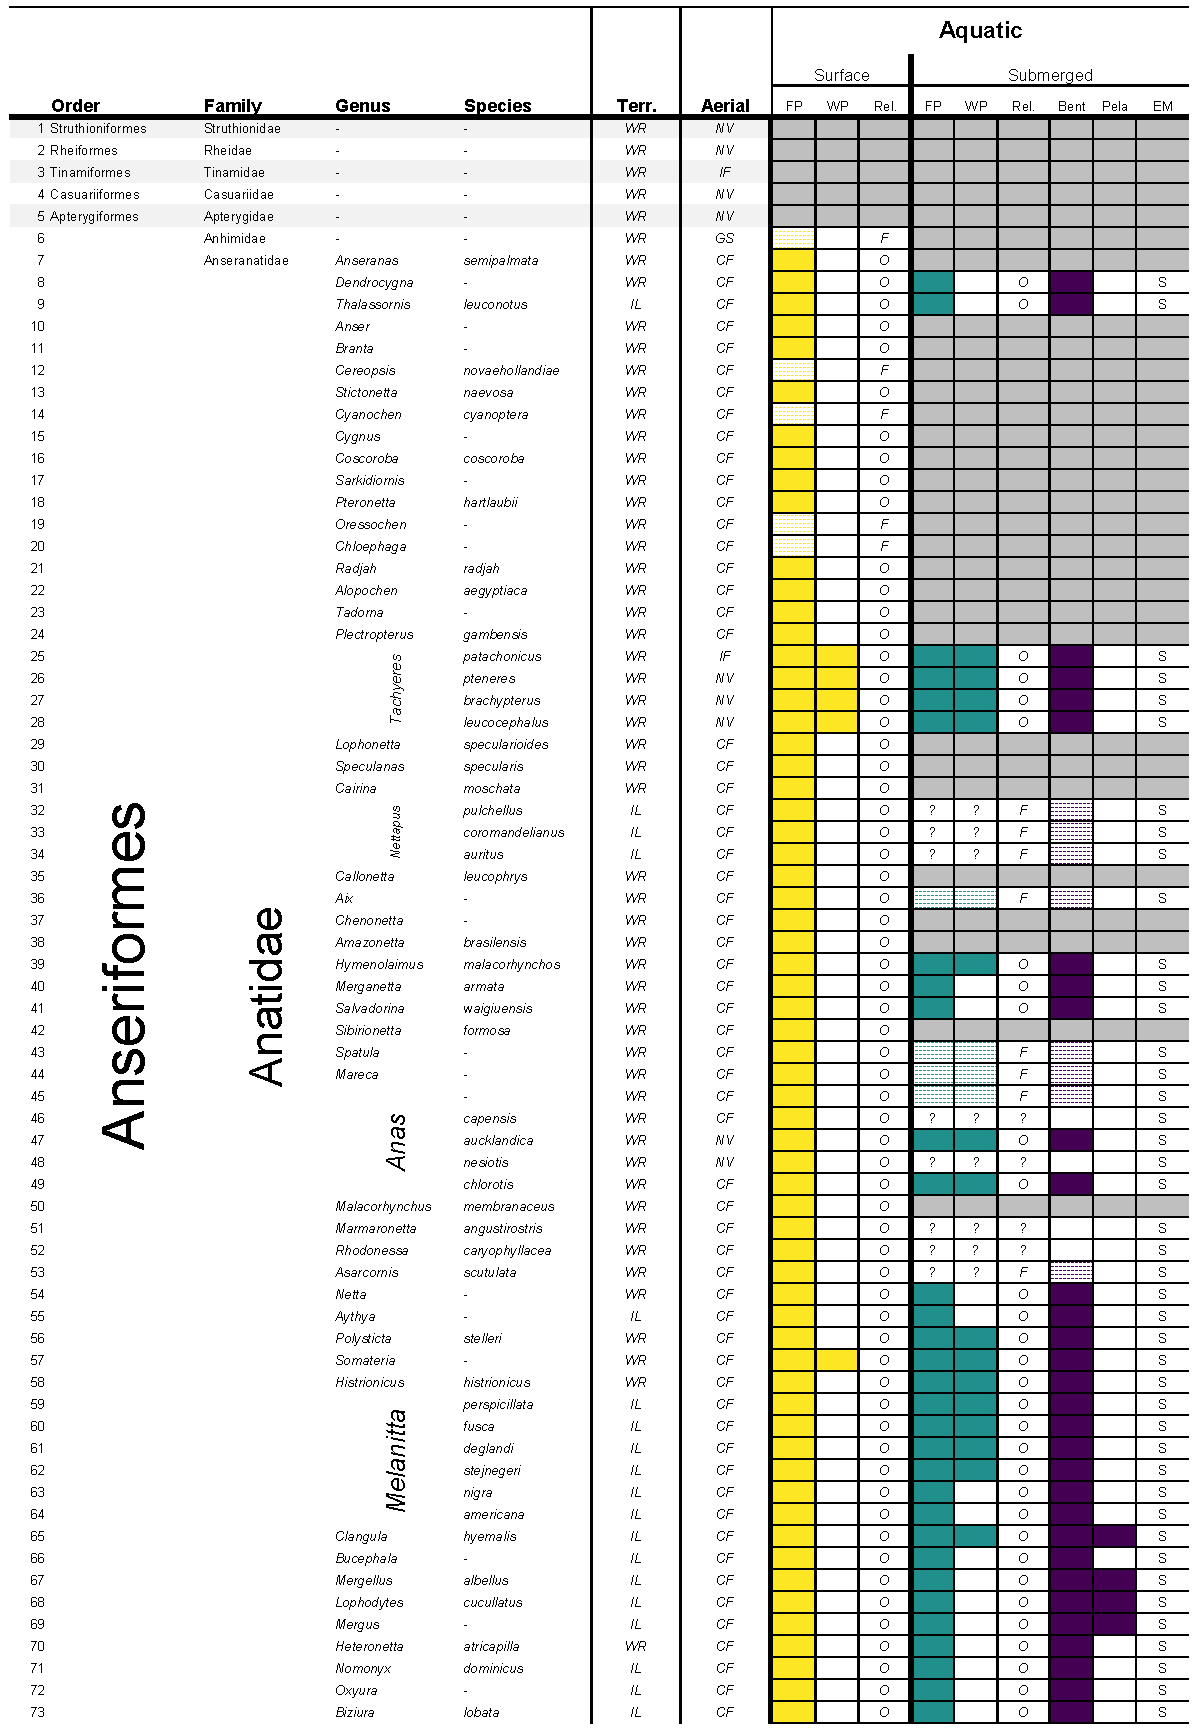 Aquatic
Surface Submerged
Order Family Genus Species Terr. Aerial FP WP Rel. FP WP Rel. Bent Pela EM
1 Struthioniformes Struthionidae - - WR NV
2 Rheiformes Rheidae - - WR NV
3 Tinamiformes Tinamidae - - WR IF
4 Casuariiformes Casuariidae - - WR NV
5 Apterygiformes Apterygidae - - WR NV
6 Anhimidae - - WR GS F
7 Anseranatidae Anseranas semipalmata WR CF O
8 Dendrocygna - WR CF O O S
9 Thalassornis leuconotus IL CF O O S
10 Anser - WR CF O
11 Branta - WR CF O
12 Cereopsis novaehollandiae WR CF F
13 Stictonetta naevosa WR CF O
14 Cyanochen cyanoptera WR CF F
15 Cygnus - WR CF O
16 Coscoroba coscoroba WR CF O
17 Sarkidiornis - WR CF O
18 Pteronetta hartlaubii WR CF O
19 Oressochen - WR CF F
20 Chloephaga - WR CF F
21 Radjah radjah WR CF O
22 Alopochen aegyptiaca WR CF O
23 Tadorna - WR CF O
24 Plectropterus gambensis WR CF O
Tachyeres
25 patachonicus WR IF O O S
26 pteneres WR NV O O S
27 brachypterus WR NV O O S
28 leucocephalus WR NV O O S
29 Lophonetta specularioides WR CF O
30 Speculanas specularis WR CF O
31 Cairina moschata WR CF O
Anseriformes
Anatidae
Nettapus
32 pulchellus IL CF O ? ? F S
33 coromandelianus IL CF O ? ? F S
34 auritus IL CF O ? ? F S
35 Callonetta leucophrys WR CF O
36 Aix - WR CF O F S
37 Chenonetta - WR CF O
38 Amazonetta brasilensis WR CF O
39 Hymenolaimus malacorhynchos WR CF O O S
40 Merganetta armata WR CF O O S
41 Salvadorina waigiuensis WR CF O O S
42 Sibirionetta formosa WR CF O
43 Spatula - WR CF O F S
44 Mareca - WR CF O F S
Anas
45 - WR CF O F S
46 capensis WR CF O ? ? ? S
47 aucklandica WR NV O O S
48 nesiotis WR NV O ? ? ? S
49 chlorotis WR CF O O S
50 Malacorhynchus membranaceus WR CF O
51 Marmaronetta angustirostris WR CF O ? ? ? S
52 Rhodonessa caryophyllacea WR CF O ? ? ? S
53 Asarcornis scutulata WR CF O ? ? F S
54 Netta - WR CF O O S
55 Aythya - IL CF O O S
56 Polysticta stelleri WR CF O O S
57 Somateria - WR CF O O S
58 Histrionicus histrionicus WR CF O O S
Melanitta
59 perspicillata IL CF O O S
60 fusca IL CF O O S
61 deglandi IL CF O O S
62 stejnegeri IL CF O O S
63 nigra IL CF O O S
64 americana IL CF O O S
65 Clangula hyemalis IL CF O O S
66 Bucephala - IL CF O O S
67 Mergellus albellus IL CF O O S
68 Lophodytes cucullatus IL CF O O S
69 Mergus - IL CF O O S
70 Heteronetta atricapilla WR CF O O S
71 Nomonyx dominicus IL CF O O S
72 Oxyura - IL CF O O S
73 Biziura lobata IL CF O O S